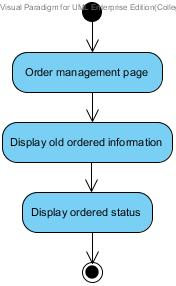 Visual Paradigm for UML Enterprise Edition(Colle
Order management page
Display old ordered information
Display ordered status